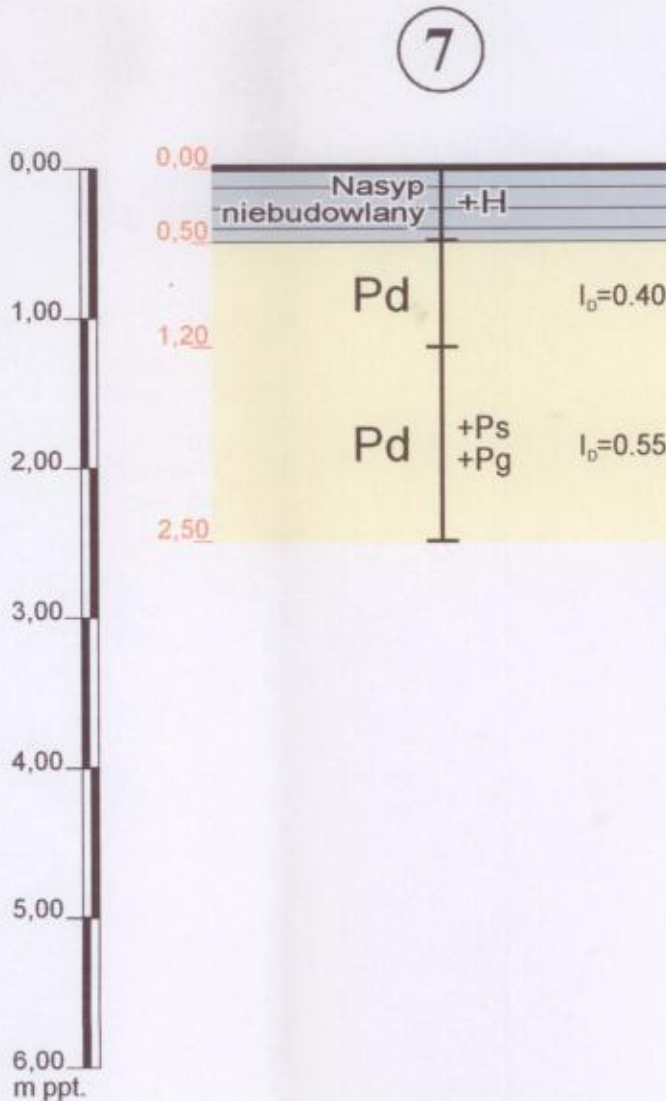 7
0,00
0,00
Nasyp
niebudowlany
+H
0,50
Pd
I_D=0.40
1,00
1,20
Pd
+Ps
+Pg
I_D=0.55
2,00
2,50
3,00
4,00
5,00
6,00
m ppt.